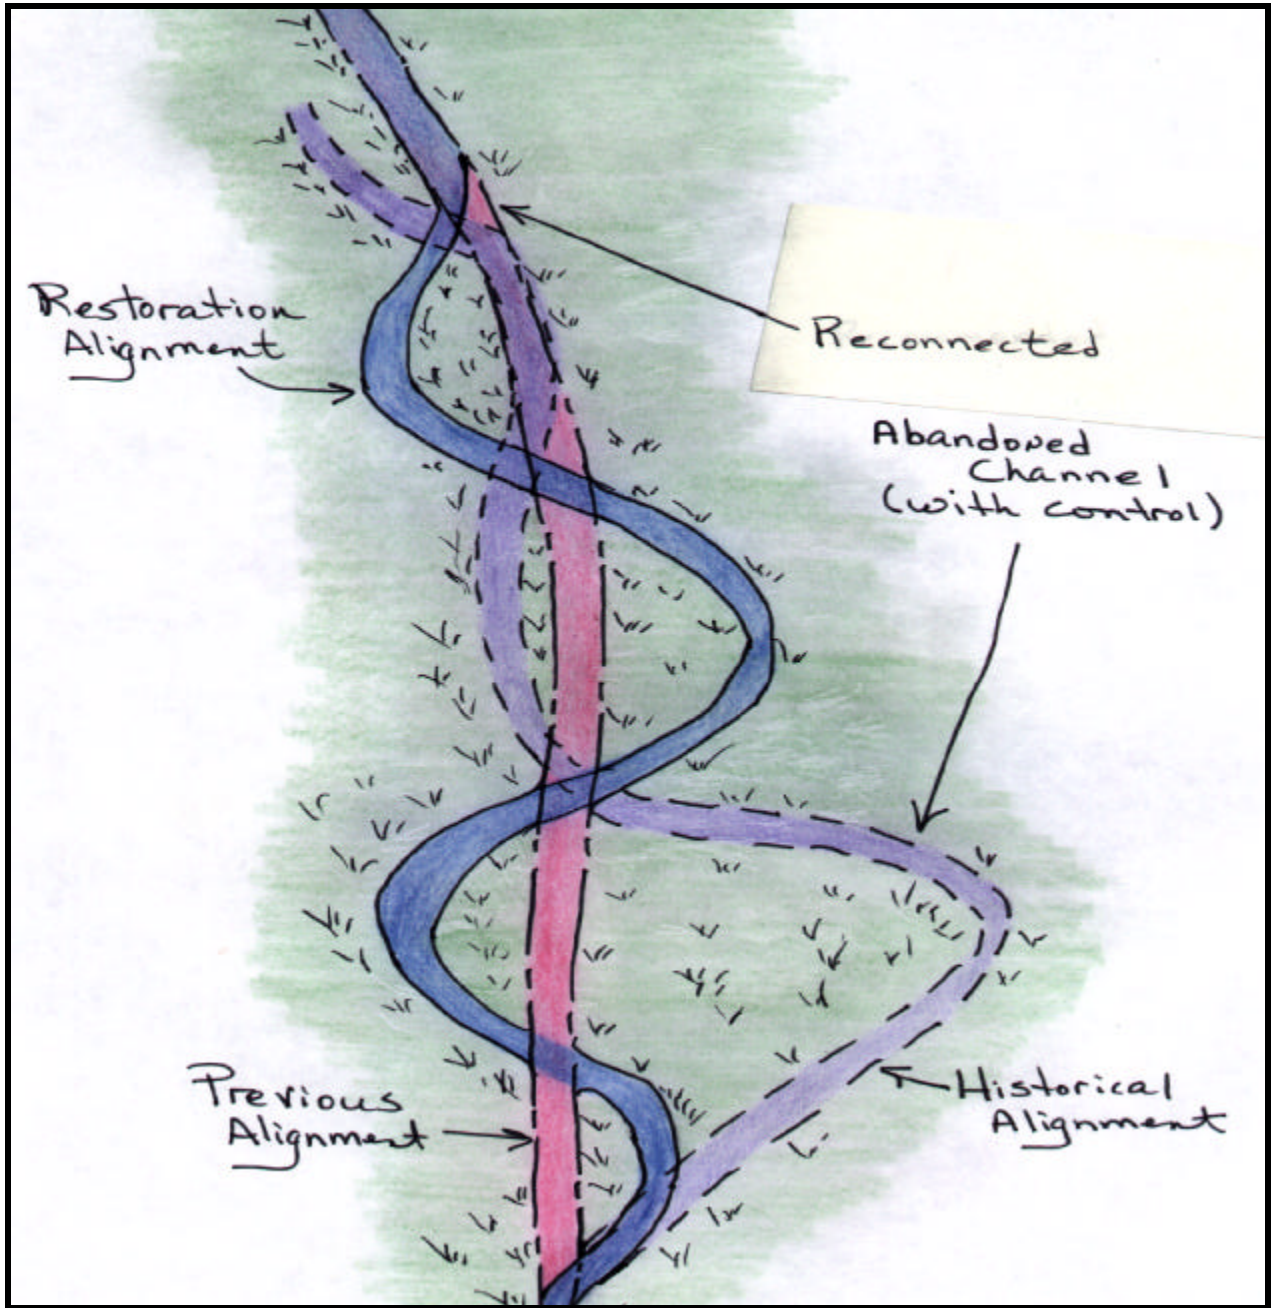 Restoration
Alignment
Reconnected
Abandoned
Channel
(with control)
Previous
Alignment
Historical
Alignment